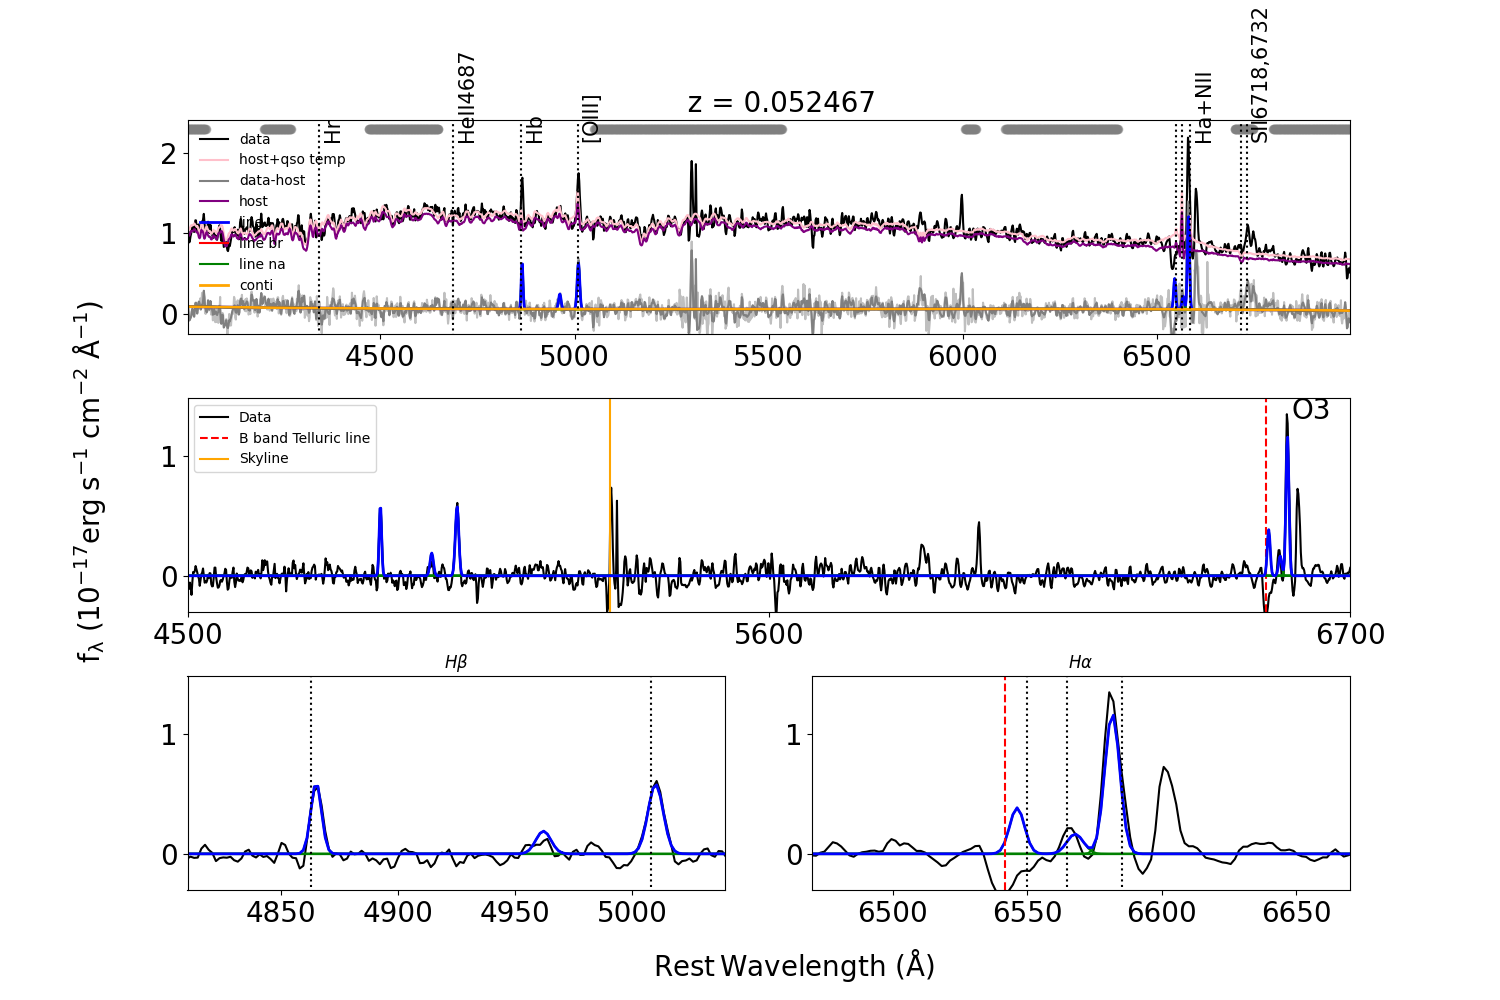 z = 0.052467
Hr
HeII4687
Hb
[OIII]
Ha+NII
SII6718,6732
data
host+qso temp
data-host
host
line
line br
line na
conti
2
1
0
4500 5000 5500 6000 6500
Data
B band Telluric line
Skyline
O3
1
0
4500 5600 6700
fλ (10−17erg s−1 cm−2 Å−1)
Hβ
1
0
4850 4900 4950 5000
Hα
1
0
6500 6550 6600 6650
Rest Wavelength (Å)